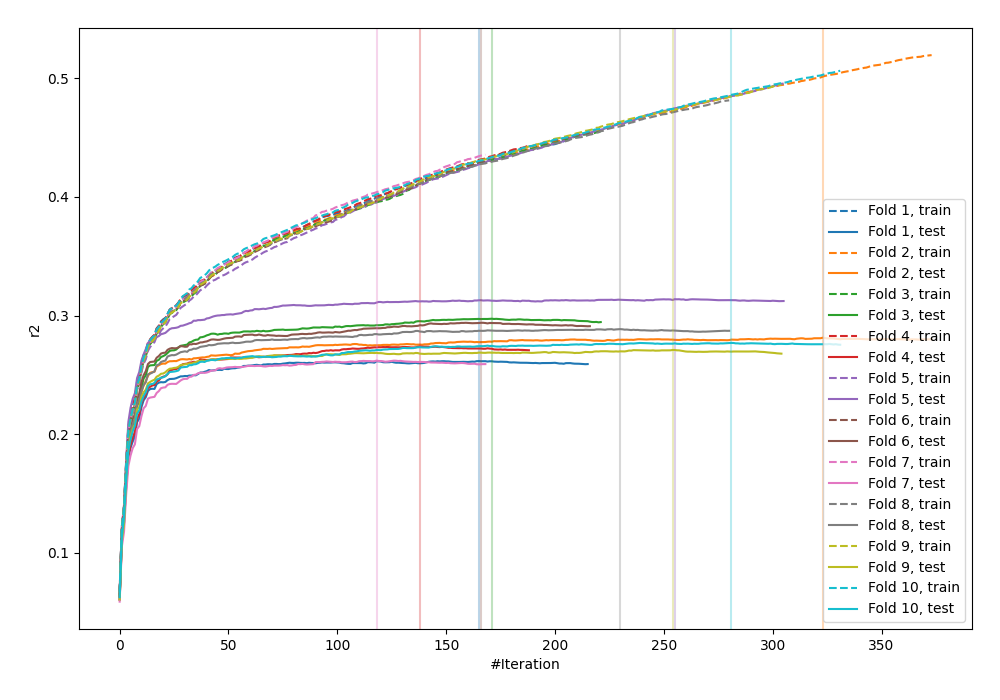 0.5
0.4
0.3
0.2
0.1
r2
0
50
100
150
200
250
300
350
#Iteration
Fold 1, train
Fold 1, test
Fold 2, train
Fold 2, test
Fold 3, train
Fold 3, test
Fold 4, train
Fold 4, test
Fold 5, train
Fold 5, test
Fold 6, train
Fold 6, test
Fold 7, train
Fold 7, test
Fold 8, train
Fold 8, test
Fold 9, train
Fold 9, test
Fold 10, train
Fold 10, test